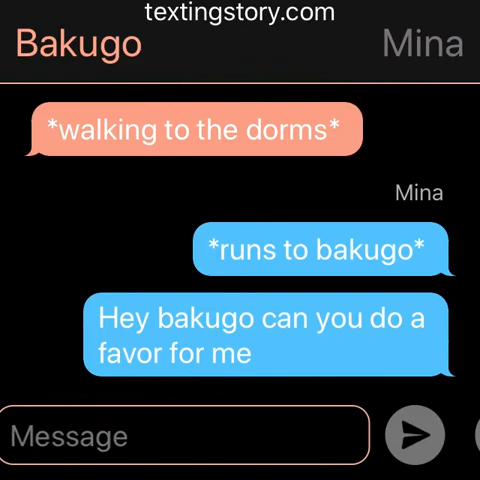 textingstory.com
Bakugo
Mina
*walking to the dorms*
Mina
*runs to bakugo*
Hey bakugo can you do a
favor for me
Message